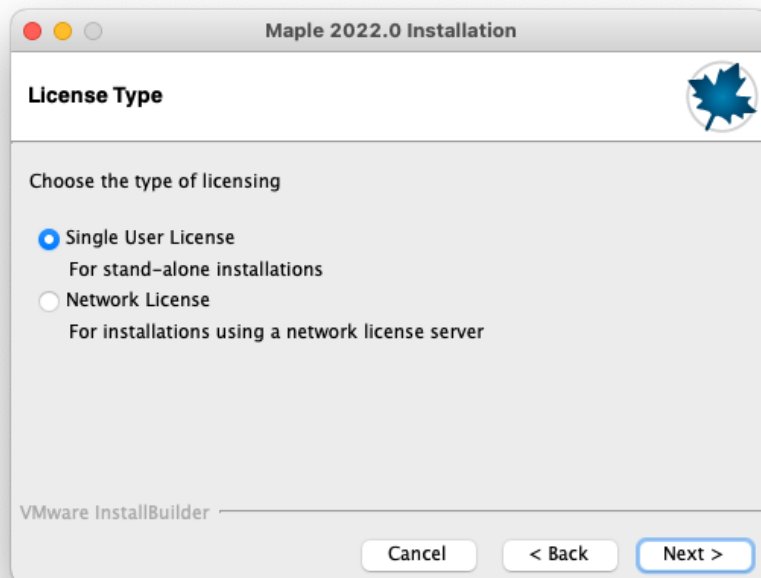 Maple 2022.0 Installation
License Type
Choose the type of licensing
Single User License
For stand-alone installations
Network License
For installations using a network license server
VMware InstallBuilder
Cancel
< Back
Next >